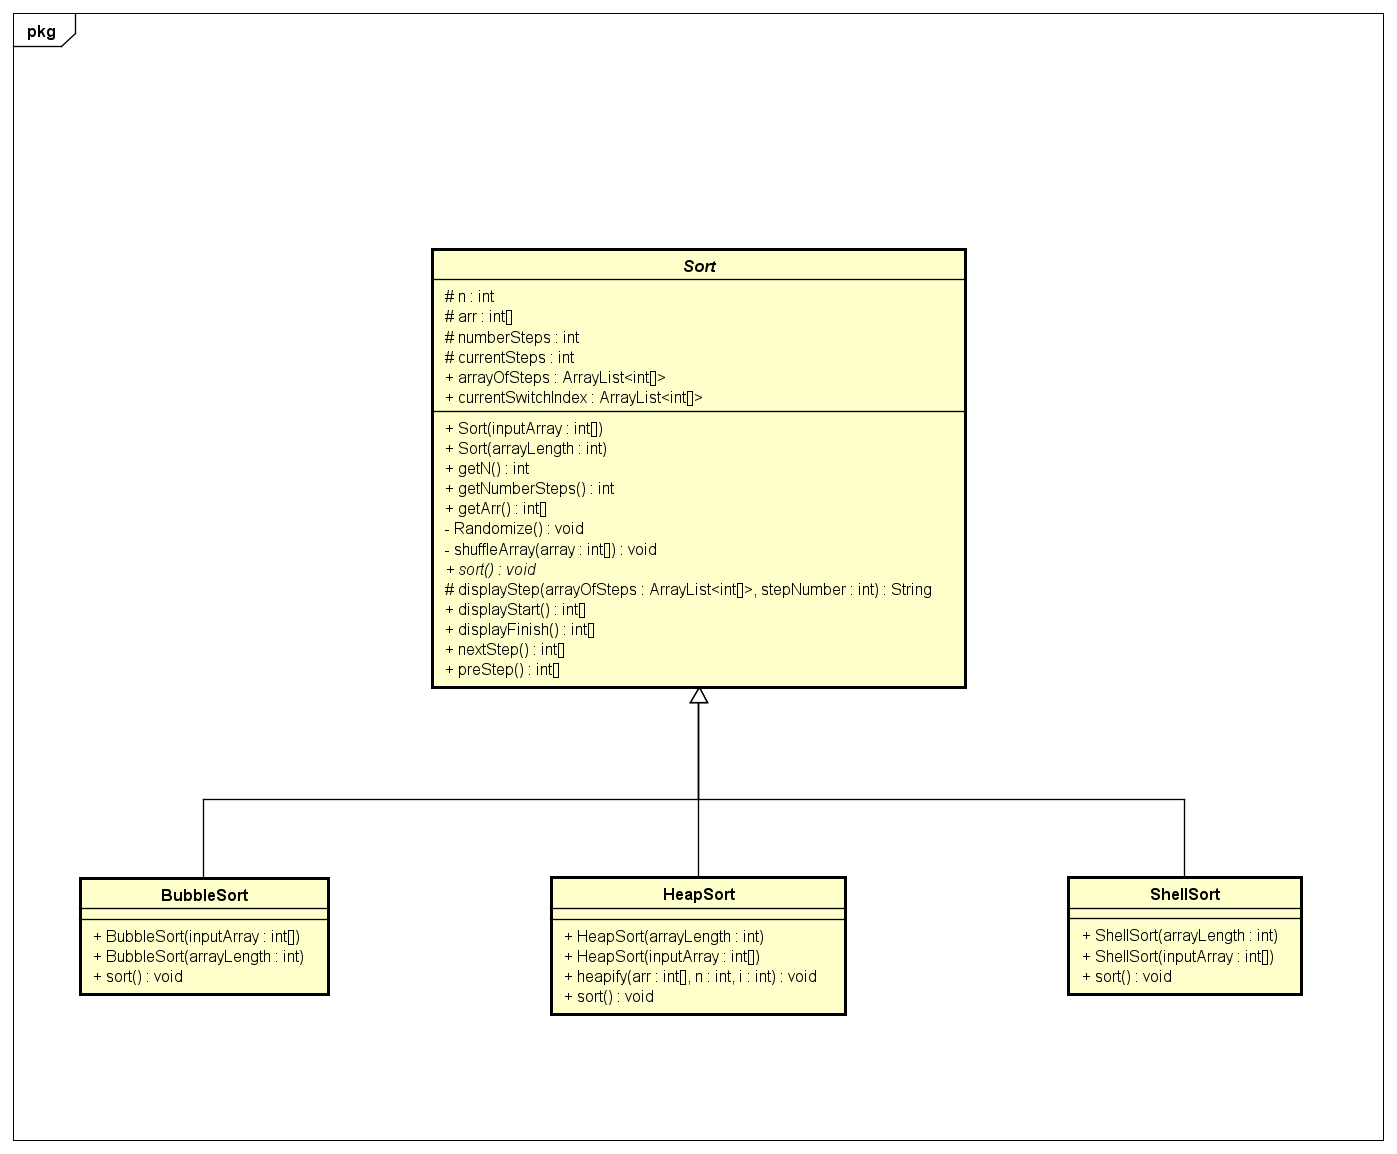 pkg
Sort
# n : int
# arr : int[]
# numberSteps : int
# currentSteps : int
+ arrayOfSteps : ArrayList<int[]>
+ currentSwitchIndex : ArrayList<int[]>
+ Sort(inputArray : int[])
+ Sort(arrayLength : int)
+ getN() : int
+ getNumberSteps() : int
+ getArr() : int[]
- Randomize() : void
- shuffleArray(array : int[]) : void
+ sort() : void
# displayStep(arrayOfSteps : ArrayList<int[]>, stepNumber : int) : String
+ displayStart() : int[]
+ displayFinish() : int[]
+ nextStep() : int[]
+ preStep() : int[]
BubbleSort
+ BubbleSort(inputArray : int[])
+ BubbleSort(arrayLength : int)
+ sort() : void
HeapSort
+ HeapSort(arrayLength : int)
+ HeapSort(inputArray : int[])
+ heapify(arr : int[], n : int, i : int) : void
+ sort() : void
ShellSort
+ ShellSort(arrayLength : int)
+ ShellSort(inputArray : int[])
+ sort() : void